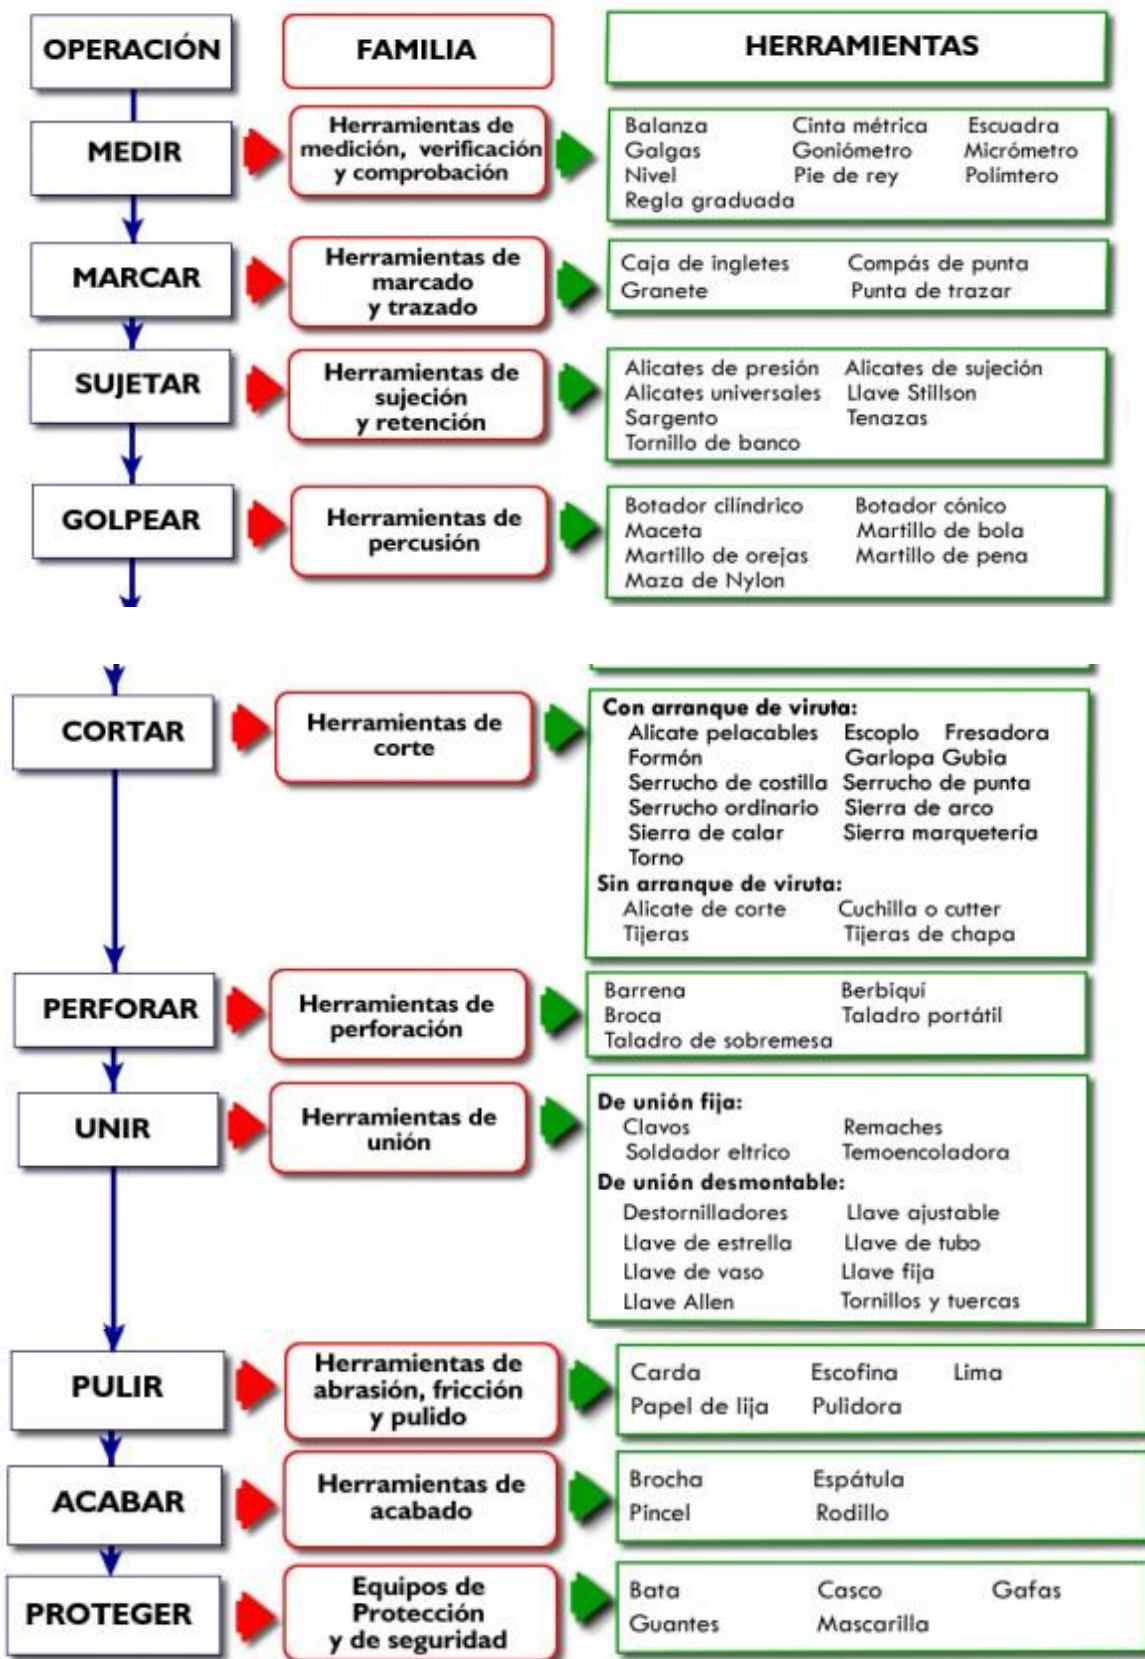 OPERACIÓN FAMILIA HERRAMIENTAS
MEDIR
Herramientas de
medición, verificación
y comprobación
Balanza Cinta métrica Escuadra
Galgas Goniómetro Micrómetro
Nivel Pie de rey Polímtero
Regla graduada
MARCAR
Herramientas de
marcado
y trazado
Caja de ingletes Compás de punta
Granete Punta de trazar
SUJETAR
Herramientas de
sujeción
y retención
Alicates de presión Alicates de sujeción
Alicates universales Llave Stillson
Sargento Tenazas
Tornillo de banco
GOLPEAR
Herramientas de
percusión
Botador cilíndrico Botador cónico
Maceta Martillo de bola
Martillo de orejas Martillo de pena
Maza de Nylon
CORTAR
Herramientas de
corte
Con arranque de viruta:
Alicate pelacables Escoplo Fresadora
Formón Garlopa Gubia
Serrucho de costilla Serrucho de punta
Serrucho ordinario Sierra de arco
Sierra de calar Sierra marquetería
Torno
Sin arranque de viruta:
Alicate de corte Cuchilla o cutter
Tijeras Tijeras de chapa
PERFORAR
Herramientas de
perforación
Barrena Berbiquí
Broca Taladro portátil
Taladro de sobremesa
UNIR
Herramientas de
unión
De unión fija:
Clavos Remaches
Soldador eltrico Temoencoladora
De unión desmontable:
Destornilladores Llave ajustable
Llave de estrella Llave de tubo
Llave de vaso Llave fija
Llave Allen Tornillos y tuercas
PULIR
Herramientas de
abrasión, fricción
y pulido
Carda Escofina Lima
Papel de lija Pulidora
ACABAR
Herramientas de
acabado
Brocha Espátula
Pincel Rodillo
PROTEGER
Equipos de
Protección
y de seguridad
Bata Casco Gafas
Guantes Mascarilla